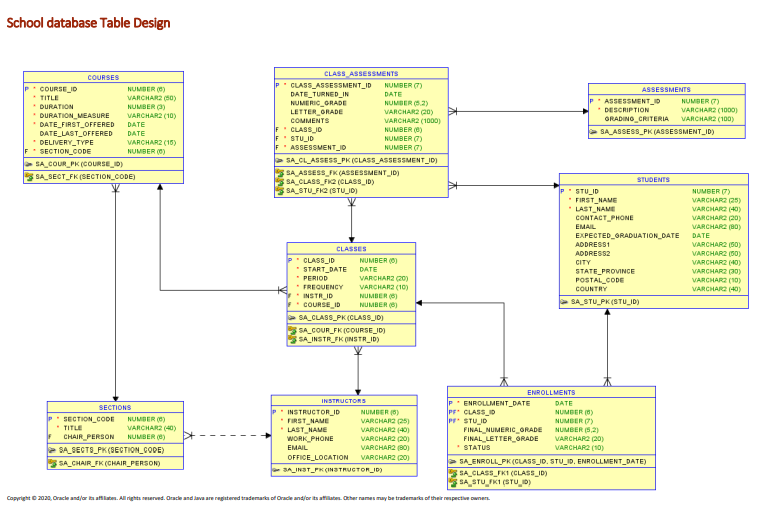 School database Table Design
COURSES
P * COURSE_ID NUMBER (6)
* TITLE VARCHAR2 (50)
* DURATION NUMBER (3)
* DURATION_MEASURE VARCHAR2 (10)
* DATE_FIRST_OFFERED DATE
DATE_LAST_OFFERED DATE
* DELIVERY_TYPE VARCHAR2 (15)
F * SECTION_CODE NUMBER (6)
SA_COUR_PK (COURSE_ID)
SA_SECT_FK (SECTION_CODE)
CLASS_ASSESSMENTS
P * CLASS_ASSESSMENT_ID NUMBER (7)
DATE_TURNED_IN DATE
NUMERIC_GRADE NUMBER (5,2)
LETTER_GRADE VARCHAR2 (20)
COMMENTS VARCHAR2 (1000)
F * CLASS_ID NUMBER (6)
F * STU_ID NUMBER (7)
F * ASSESSMENT_ID NUMBER (7)
SA_CL_ASSESS_PK (CLASS_ASSESSMENT_ID)
SA_ASSESS_FK (ASSESSMENT_ID)
SA_CLASS_FK2 (CLASS_ID)
SA_STU_FK2 (STU_ID)
ASSESSMENTS
P * ASSESSMENT_ID NUMBER (7)
* DESCRIPTION VARCHAR2 (1000)
GRADING_CRITERIA VARCHAR2 (100)
SA_ASSESS_PK (ASSESSMENT_ID)
STUDENTS
P * STU_ID NUMBER (7)
* FIRST_NAME VARCHAR2 (25)
* LAST_NAME VARCHAR2 (40)
CONTACT_PHONE VARCHAR2 (20)
EMAIL VARCHAR2 (80)
EXPECTED_GRADUATION_DATE DATE
ADDRESS1 VARCHAR2 (50)
ADDRESS2 VARCHAR2 (50)
CITY VARCHAR2 (40)
STATE_PROVINCE VARCHAR2 (30)
POSTAL_CODE VARCHAR2 (10)
COUNTRY VARCHAR2 (40)
SA_STU_PK (STU_ID)
CLASSES
P * CLASS_ID NUMBER (6)
* START_DATE DATE
* PERIOD VARCHAR2 (20)
* FREQUENCY VARCHAR2 (10)
F * INSTR_ID NUMBER (6)
F * COURSE_ID NUMBER (6)
SA_CLASS_PK (CLASS_ID)
SA_COUR_FK (COURSE_ID)
SA_INSTR_FK (INSTR_ID)
SECTIONS
P * SECTION_CODE NUMBER (6)
* TITLE VARCHAR2 (40)
F CHAIR_PERSON NUMBER (6)
SA_SECTS_PK (SECTION_CODE)
SA_CHAIR_FK (CHAIR_PERSON)
INSTRUCTORS
P * INSTRUCTOR_ID NUMBER (6)
* FIRST_NAME VARCHAR2 (25)
* LAST_NAME VARCHAR2 (40)
WORK_PHONE VARCHAR2 (20)
EMAIL VARCHAR2 (80)
OFFICE_LOCATION VARCHAR2 (20)
SA_INST_PK (INSTRUCTOR_ID)
ENROLLMENTS
P * ENROLLMENT_DATE DATE
PF* CLASS_ID NUMBER (6)
PF* STU_ID NUMBER (7)
FINAL_NUMERIC_GRADE NUMBER (5,2)
FINAL_LETTER_GRADE VARCHAR2 (20)
* STATUS VARCHAR2 (10)
SA_ENROLL_PK (CLASS_ID, STU_ID, ENROLLMENT_DATE)
SA_CLASS_FK1 (CLASS_ID)
SA_STU_FK1 (STU_ID)
Copyright © 2020, Oracle and/or its affiliates. All rights reserved. Oracle and Java are registered trademarks of Oracle and/or its affiliates. Other names may be trademarks of their respective owners.